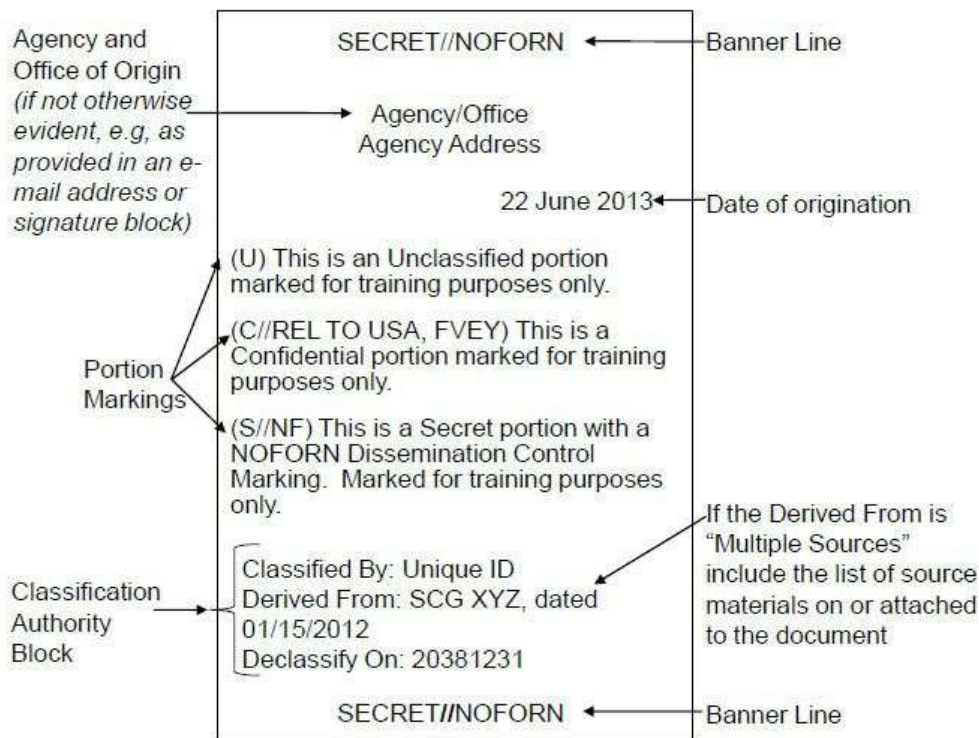 Agency and
Office of Origin
(if not otherwise
evident, e.g, as
provided in an e-
mail address or
signature block)
SECRET//NOFORN
Banner Line
Agency/Office
Agency Address
22 June 2013
Date of origination
(U) This is an Unclassified portion
marked for training purposes only.
(C//REL TO USA, FVEY) This is a
Confidential portion marked for training
purposes only.
Portion
Markings
(S//NF) This is a Secret portion with a
NOFORN Dissemination Control
Marking. Marked for training purposes
only.
If the Derived From is
“Multiple Sources”
include the list of source
materials on or attached
to the document
Classification
Authority
Block
Classified By: Unique ID
Derived From: SCG XYZ, dated
01/15/2012
Declassify On: 20381231
SECRET//NOFORN
Banner Line